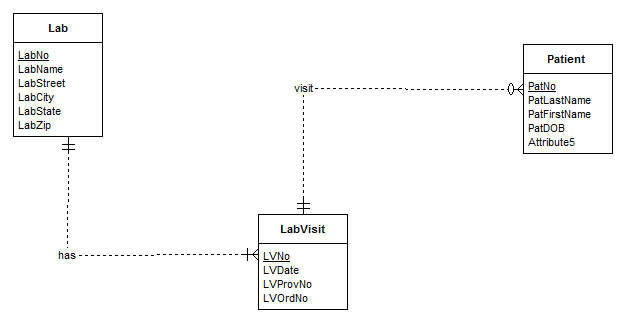 Lab
LabNo
LabName
LabStreet
LabCity
LabState
LabZip
Patient
PatNo
PatLastName
PatFirstName
PatDOB
Attribute5
visit
has
LabVisit
LVNo
LVDate
LVProvNo
LVOrdNo